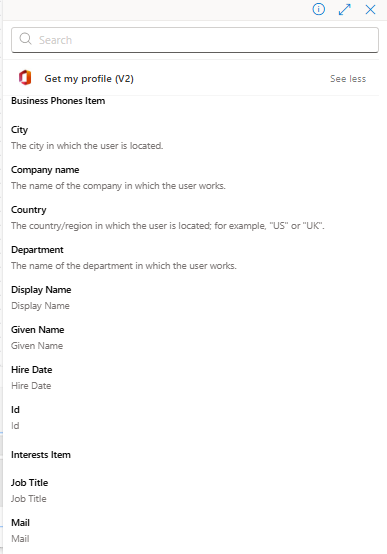 Search
Get my profile (V2) See less
Business Phones Item
City
The city in which the user is located.
Company name
The name of the company in which the user works.
Country
The country/region in which the user is located; for example, "US" or "UK".
Department
The name of the department in which the user works.
Display Name
Display Name
Given Name
Given Name
Hire Date
Hire Date
Id
Id
Interests Item
Job Title
Job Title
Mail
Mail